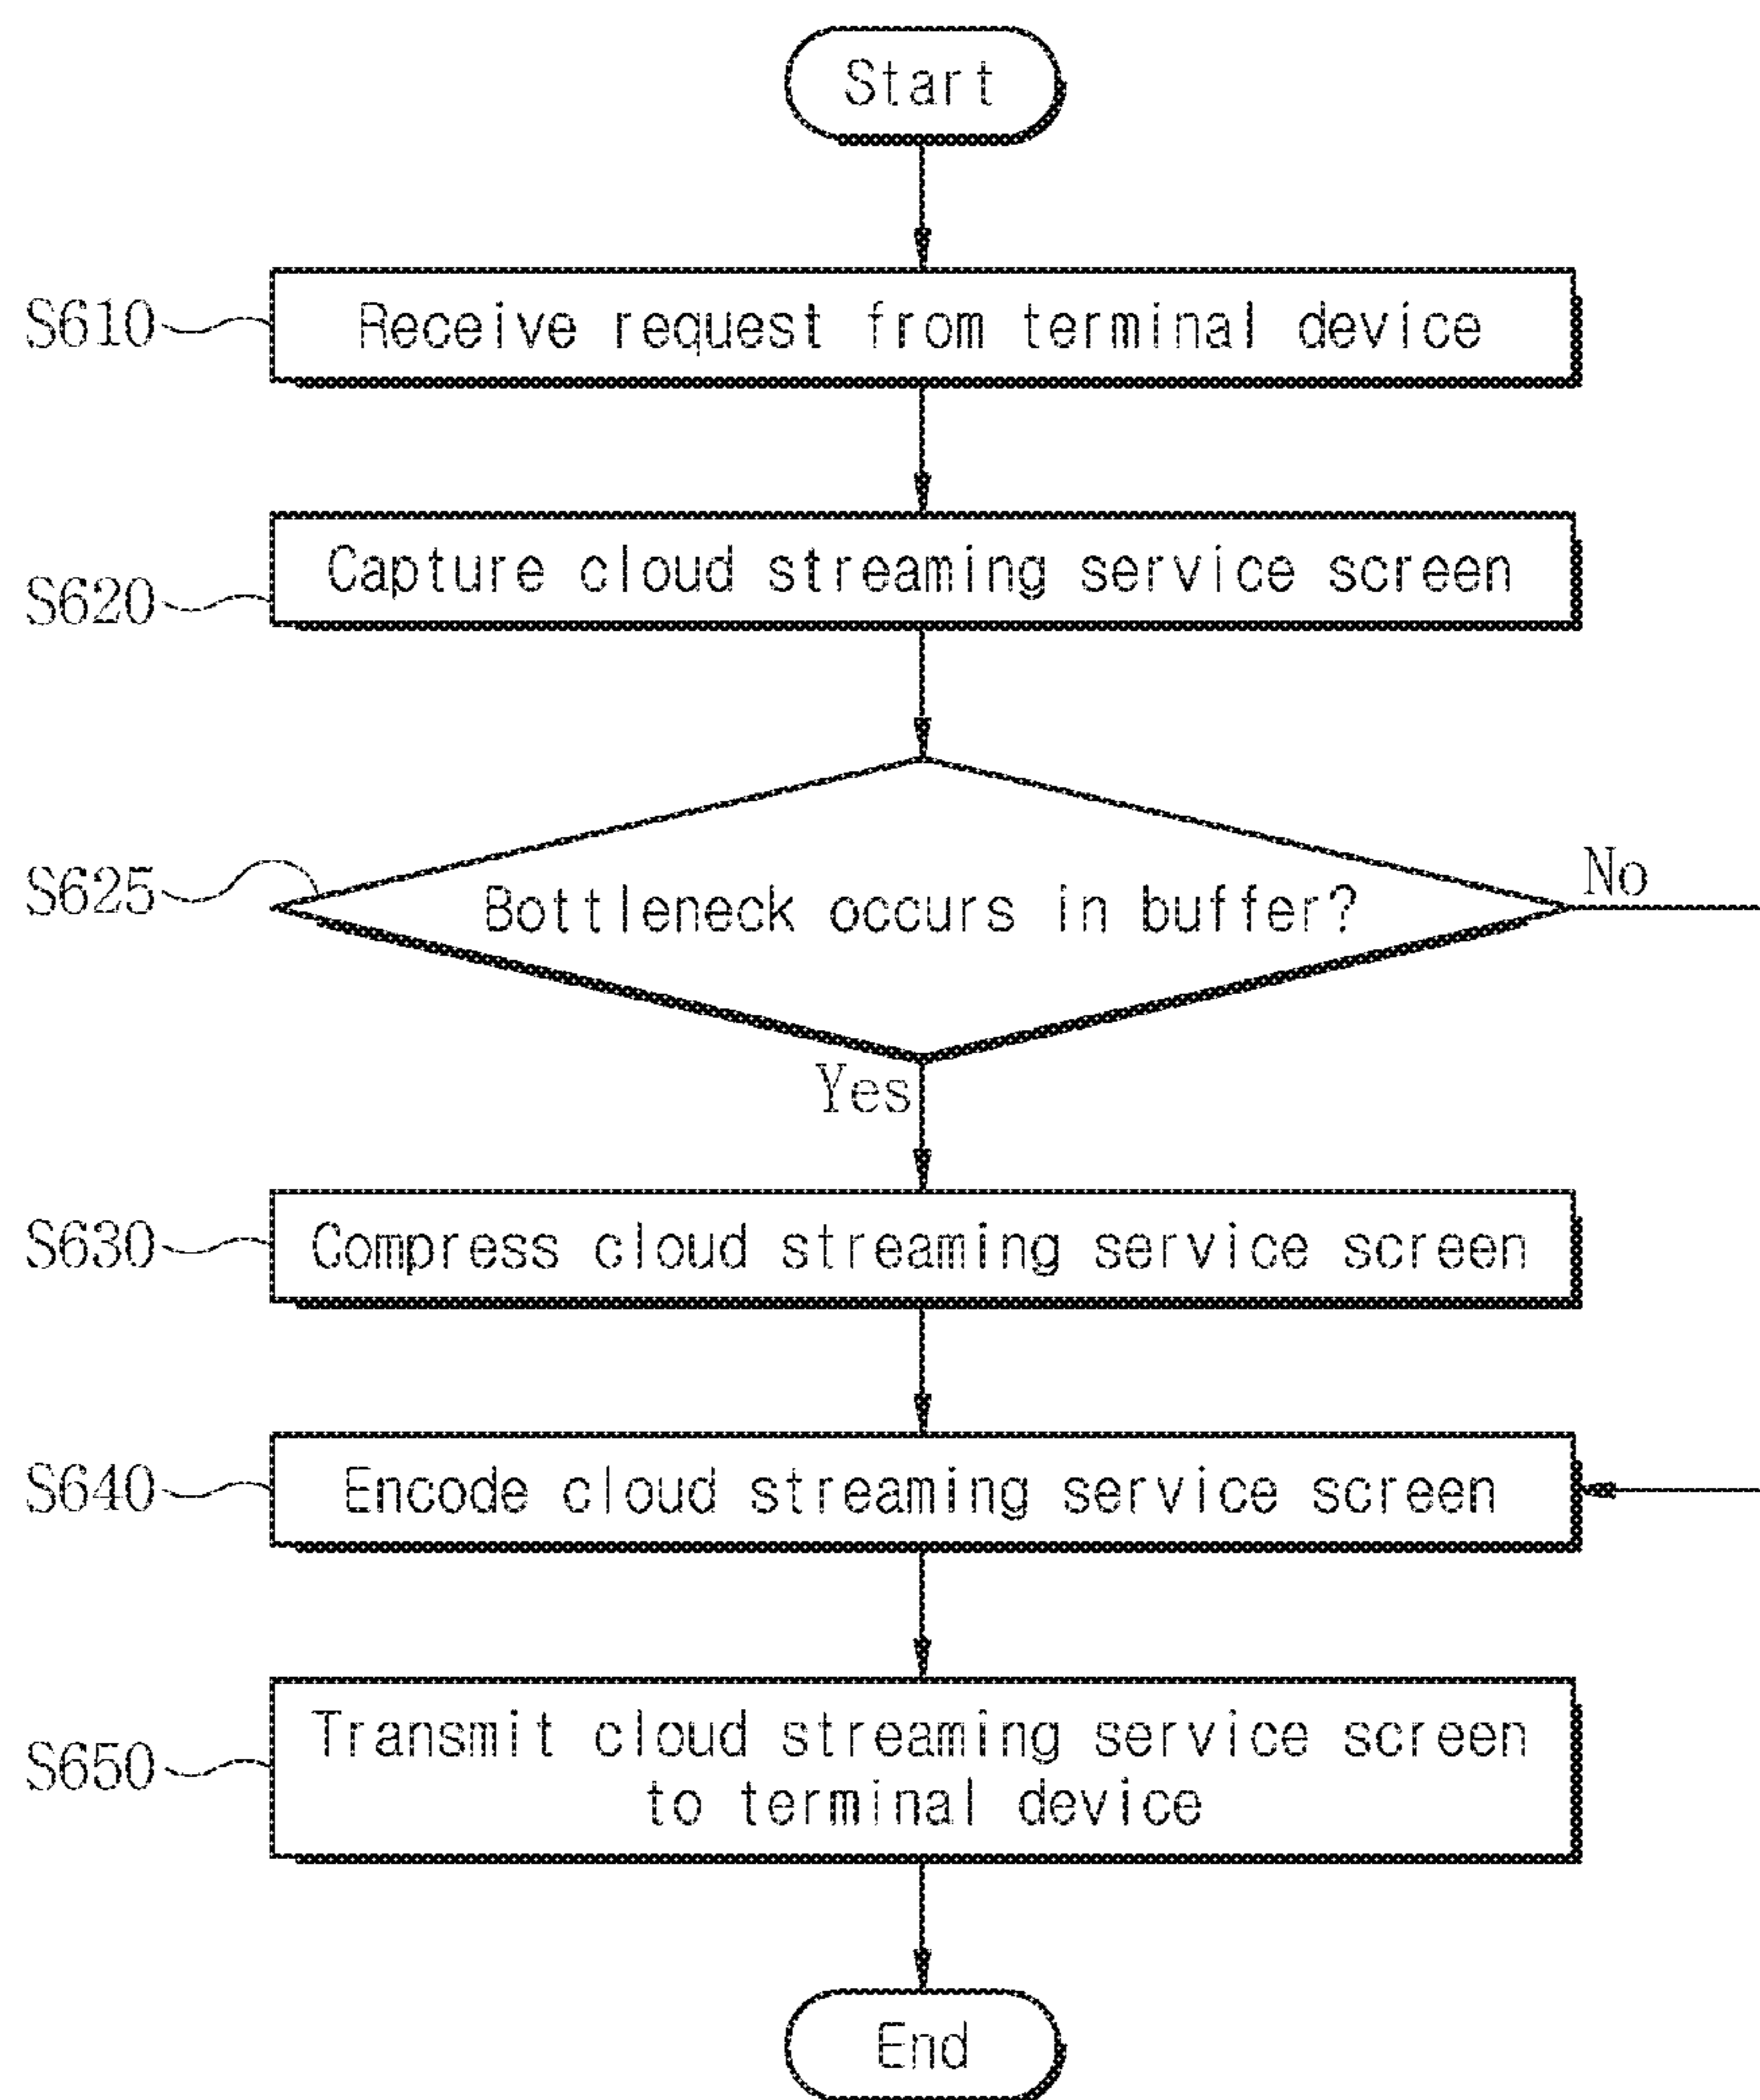 Start
S610
Receive request from terminal device
S620
Capture cloud streaming service screen
S625
Bottleneck occurs in buffer?
No
Yes
S630
Compress cloud streaming service screen
S640
Encode cloud streaming service screen
S650
Transmit cloud streaming service screen
to terminal device
End